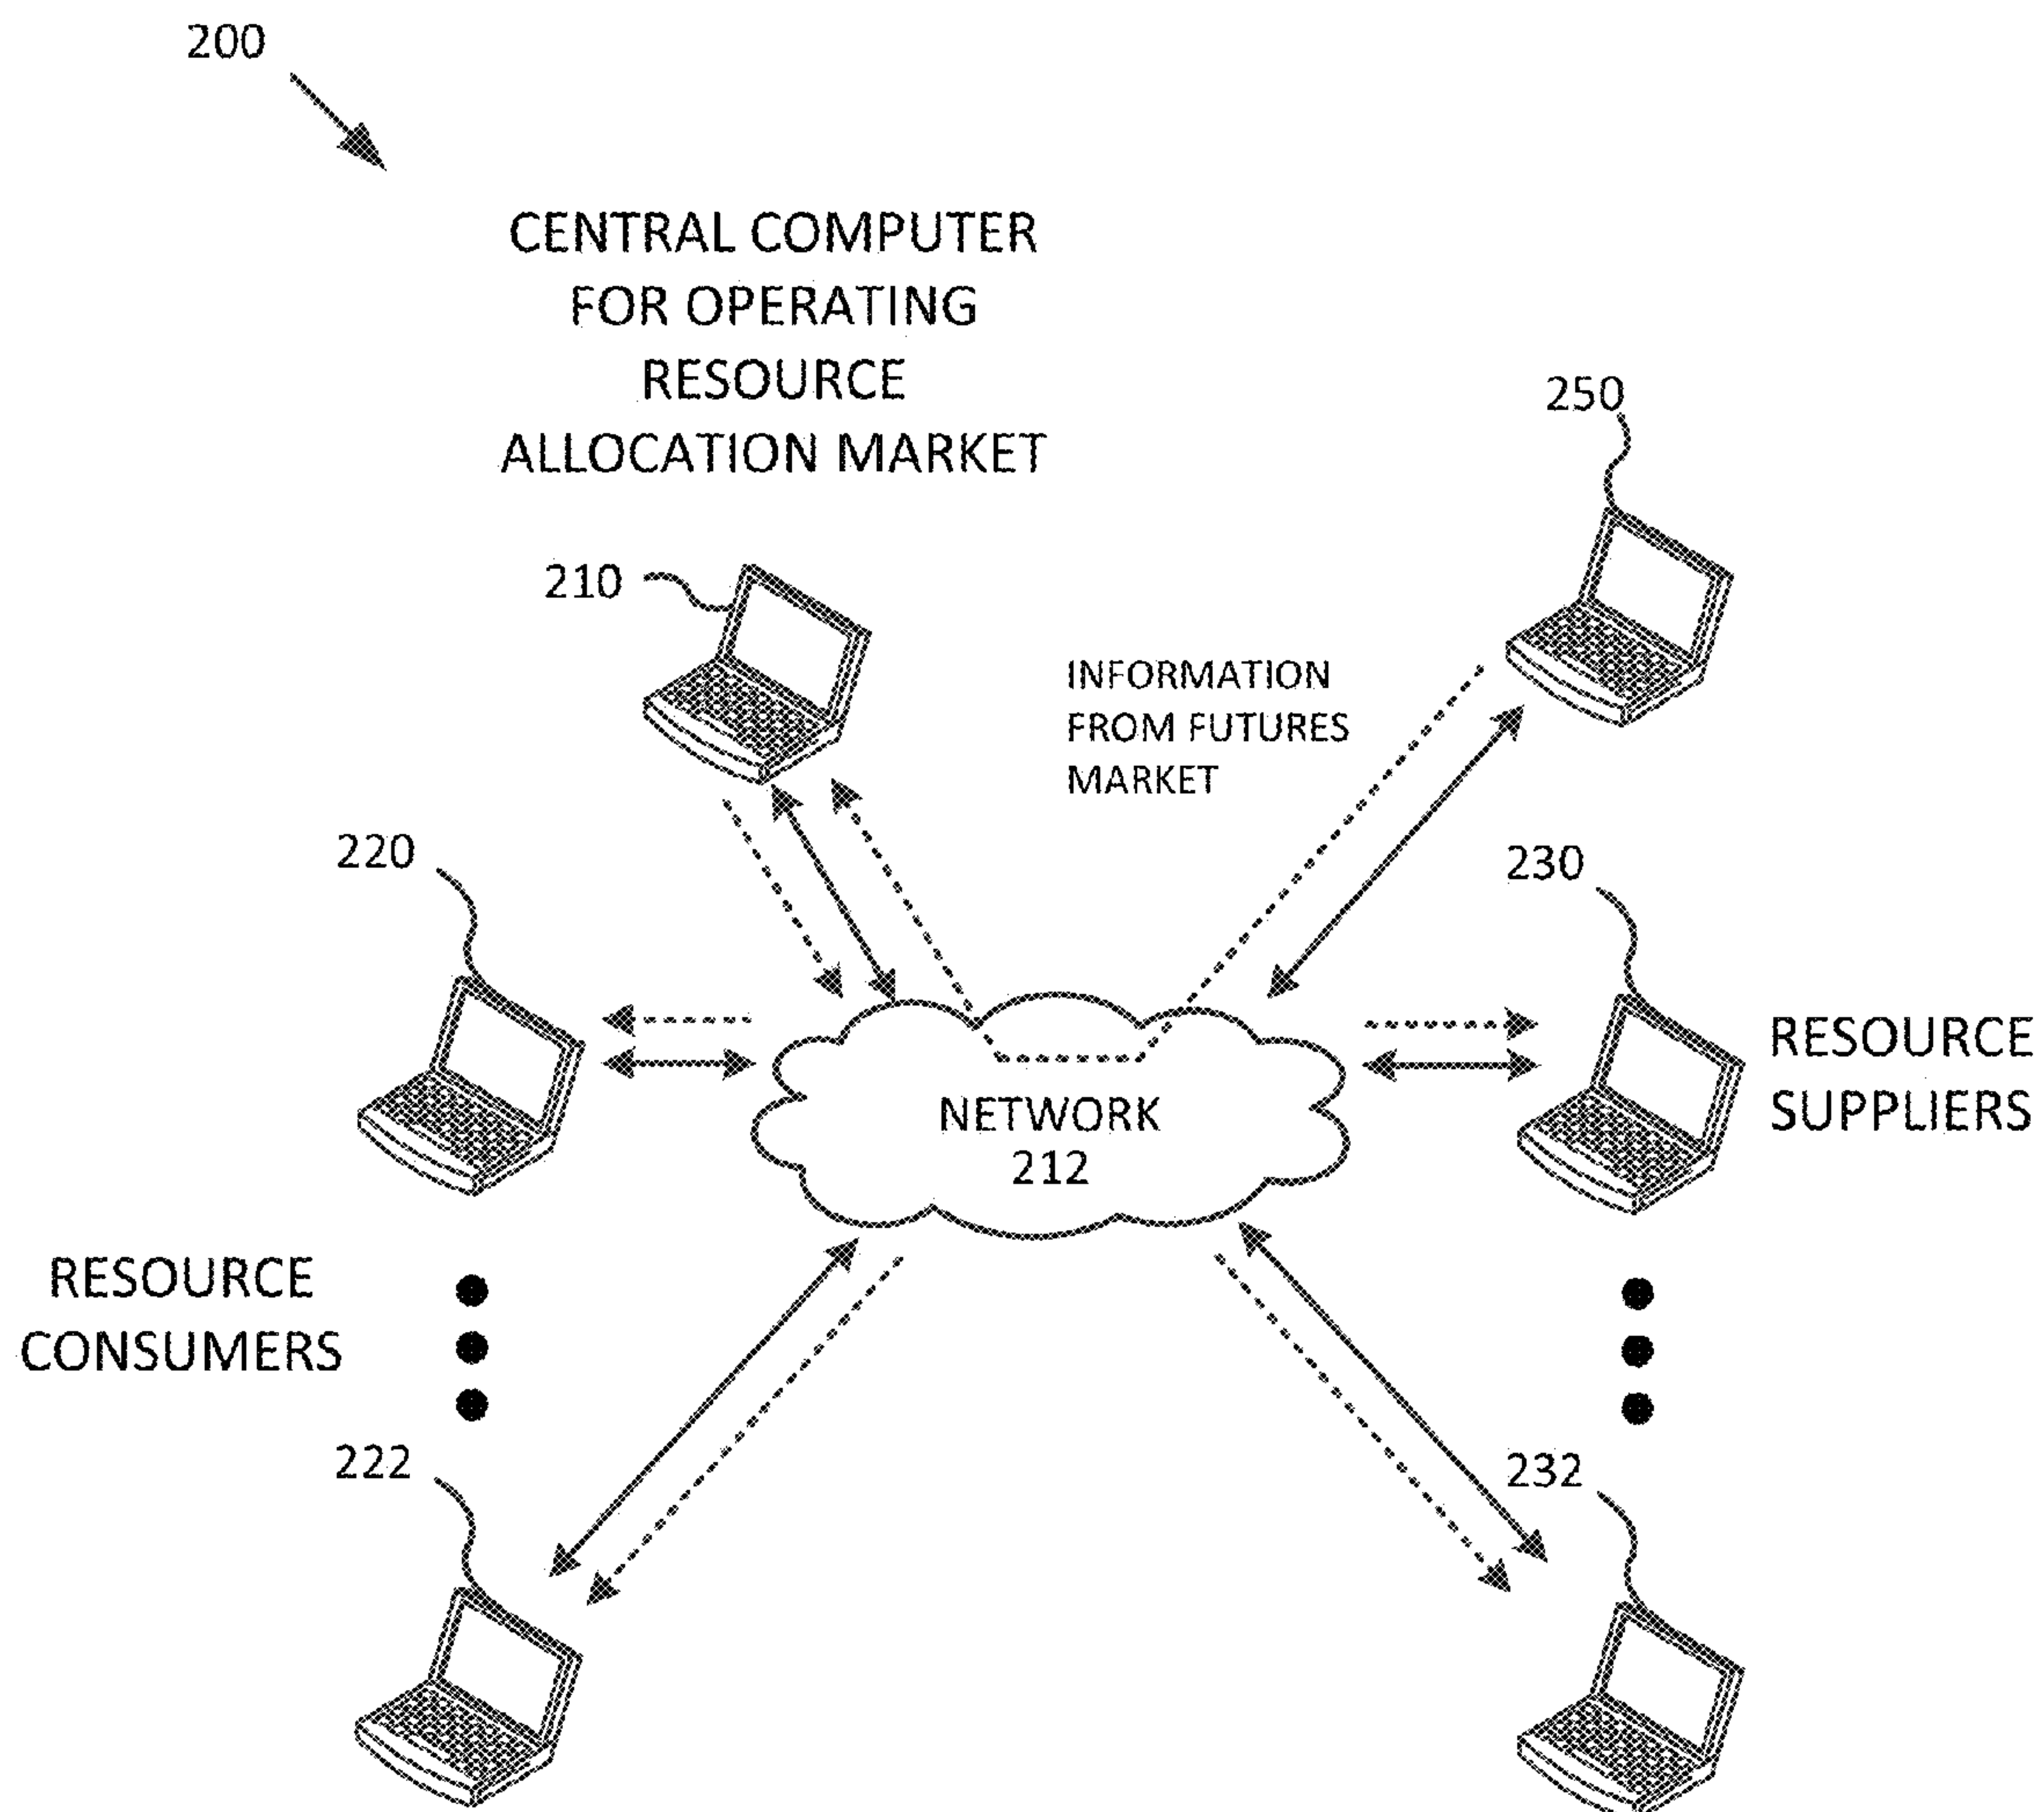 200
CENTRAL COMPUTER
FOR OPERATING
RESOURCE
ALLOCATION MARKET
250
210
INFORMATION
FROM FUTURES
MARKET
220
230
RESOURCE
SUPPLIERS
NETWORK
212
RESOURCE
CONSUMERS
222
232